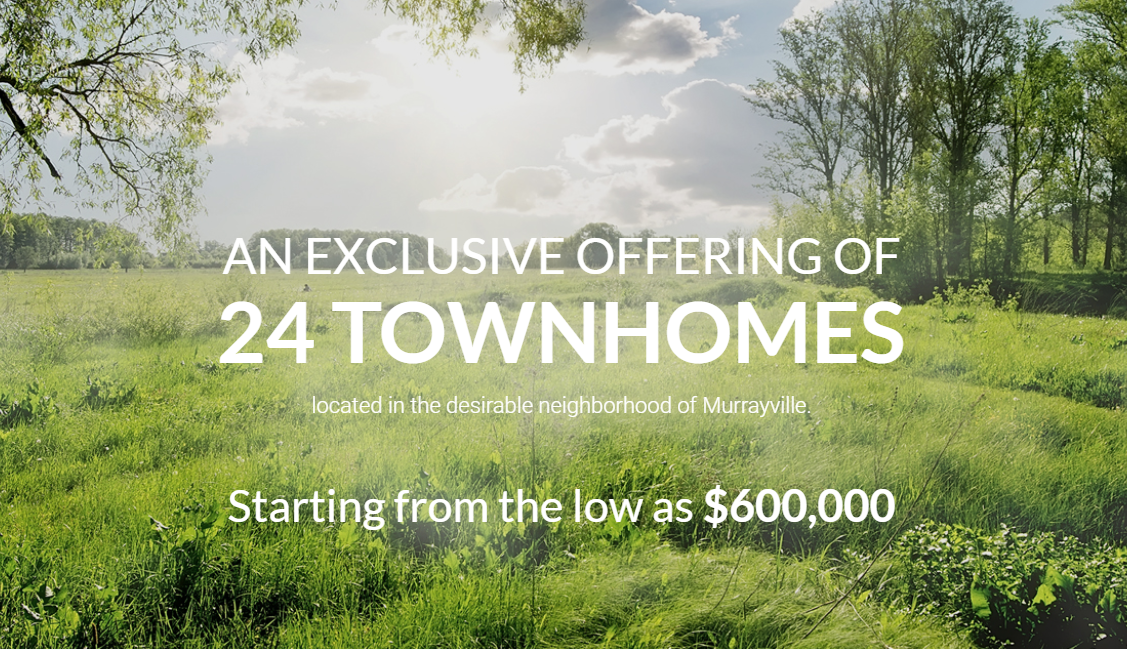 AN EXCLUSIVE OFFERING OF
24 TOWNHOMES
located in the desirable neighborhood of Murrayville.
Starting from the low as $600,000